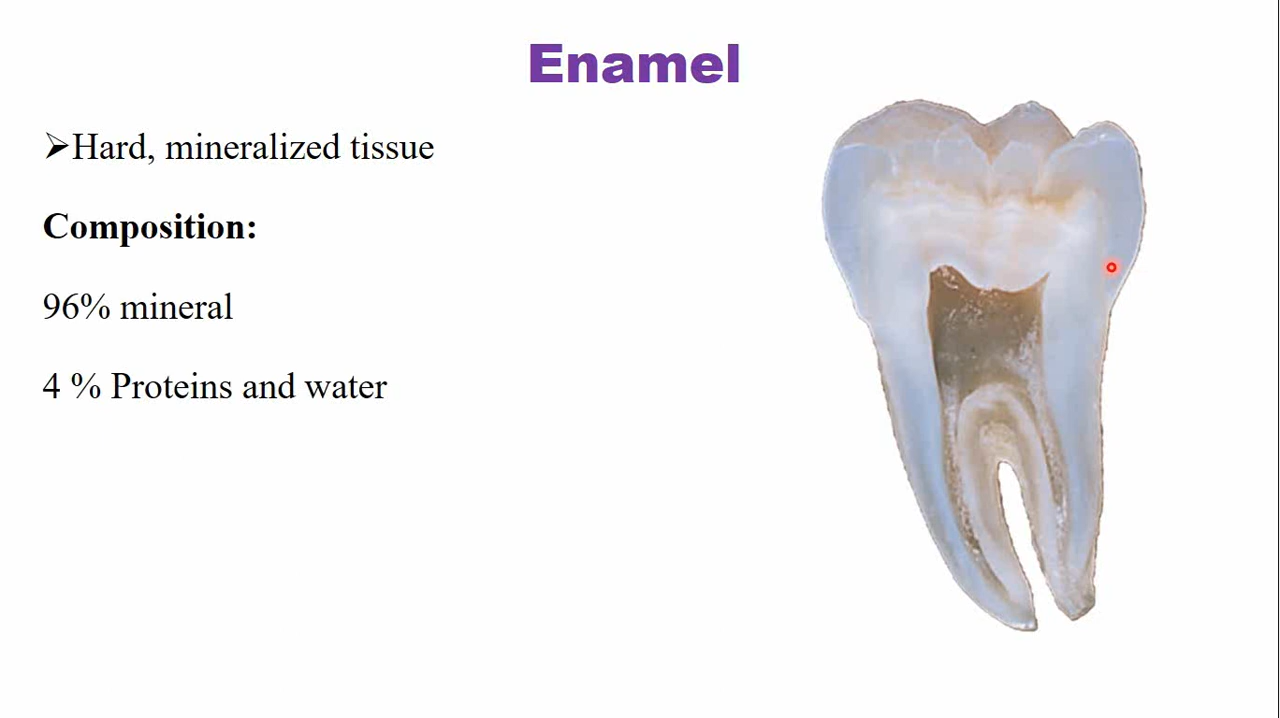 Enamel
➢Hard, mineralized tissue
Composition:
96% mineral
4 % Proteins and water